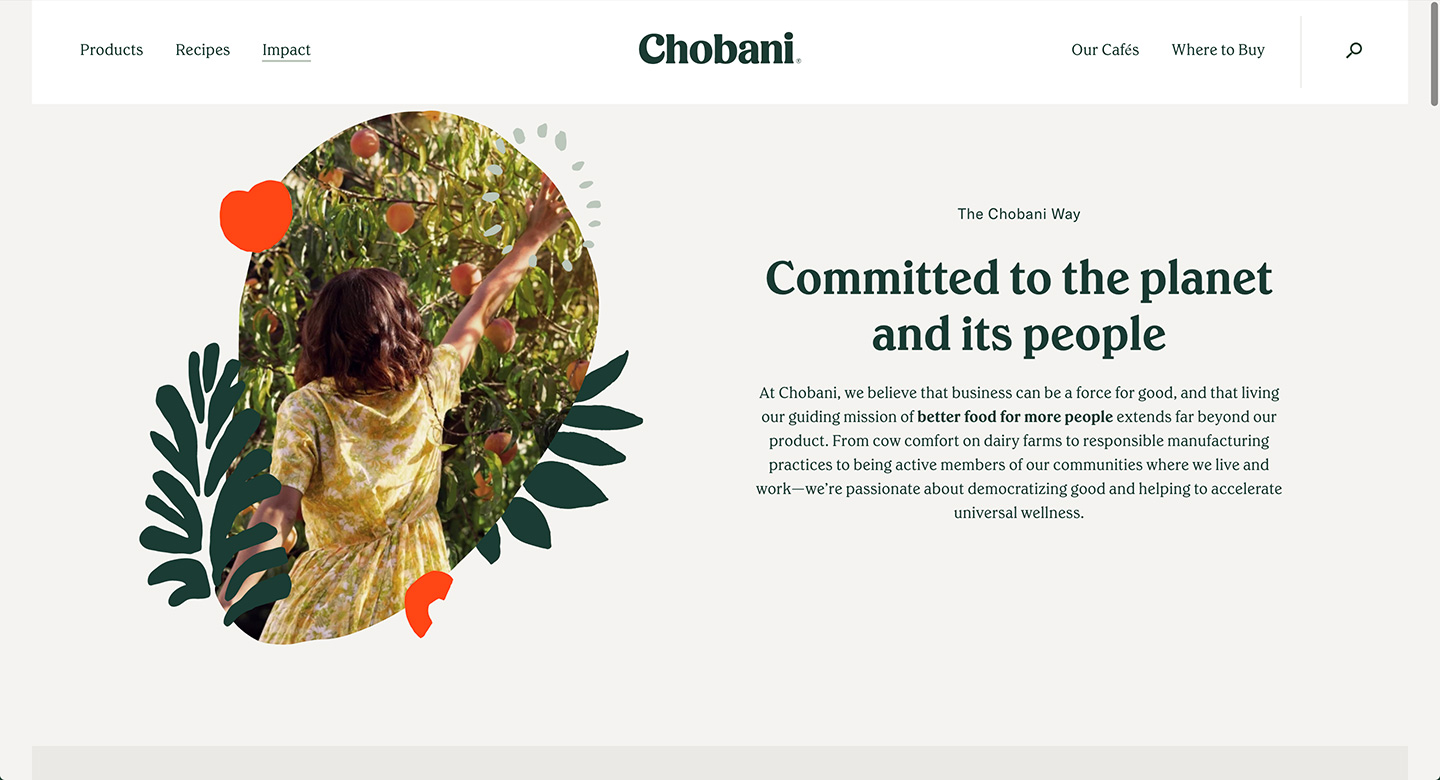 Products Recipes Impact
Chobani®
Our Cafés Where to Buy
The Chobani Way
Committed to the planet
and its people
At Chobani, we believe that business can be a force for good, and that living
our guiding mission of better food for more people extends far beyond our
product. From cow comfort on dairy farms to responsible manufacturing
practices to being active members of our communities where we live and
work—we’re passionate about democratizing good and helping to accelerate
universal wellness.